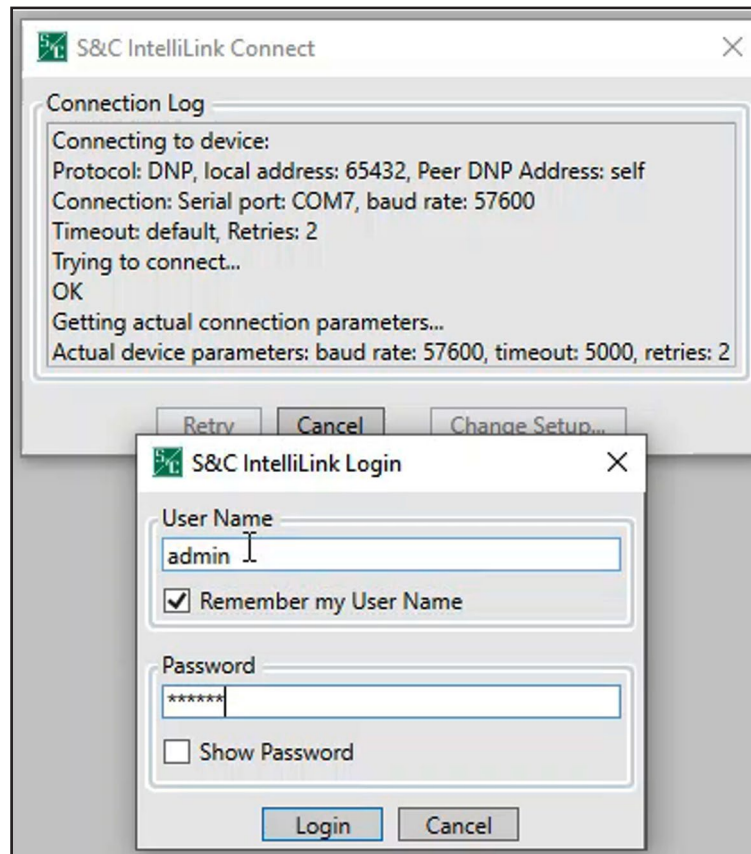 S&C IntelliLink Connect
Connection Log
Connecting to device:
Protocol: DNP, local address: 65432, Peer DNP Address: self
Connection: Serial port: COM7, baud rate: 57600
Timeout: default, Retries: 2
Trying to connect...
OK
Getting actual connection parameters...
Actual device parameters: baud rate: 57600, timeout: 5000, retries: 2
Retry Cancel Change Setup...
S&C IntelliLink Login
User Name
admin
Remember my User Name
Password
******
Show Password
Login Cancel